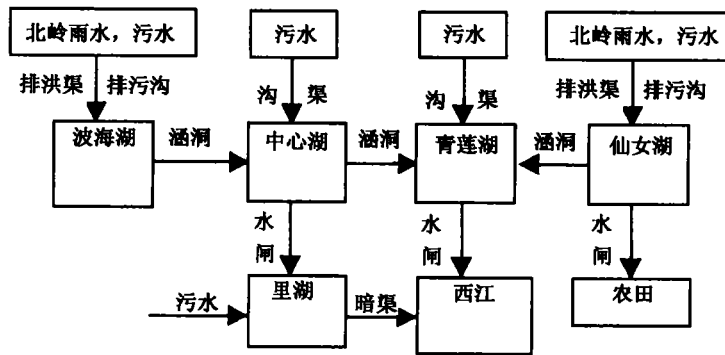 北岭雨水，污水
污水
污水
北岭雨水，污水
排洪渠
排污沟
沟
渠
沟
渠
排洪渠
排污沟
波海湖
涵洞
中心湖
涵洞
青莲湖
涵洞
仙女湖
水闸
水闸
水闸
污水
里湖
暗渠
西江
农田